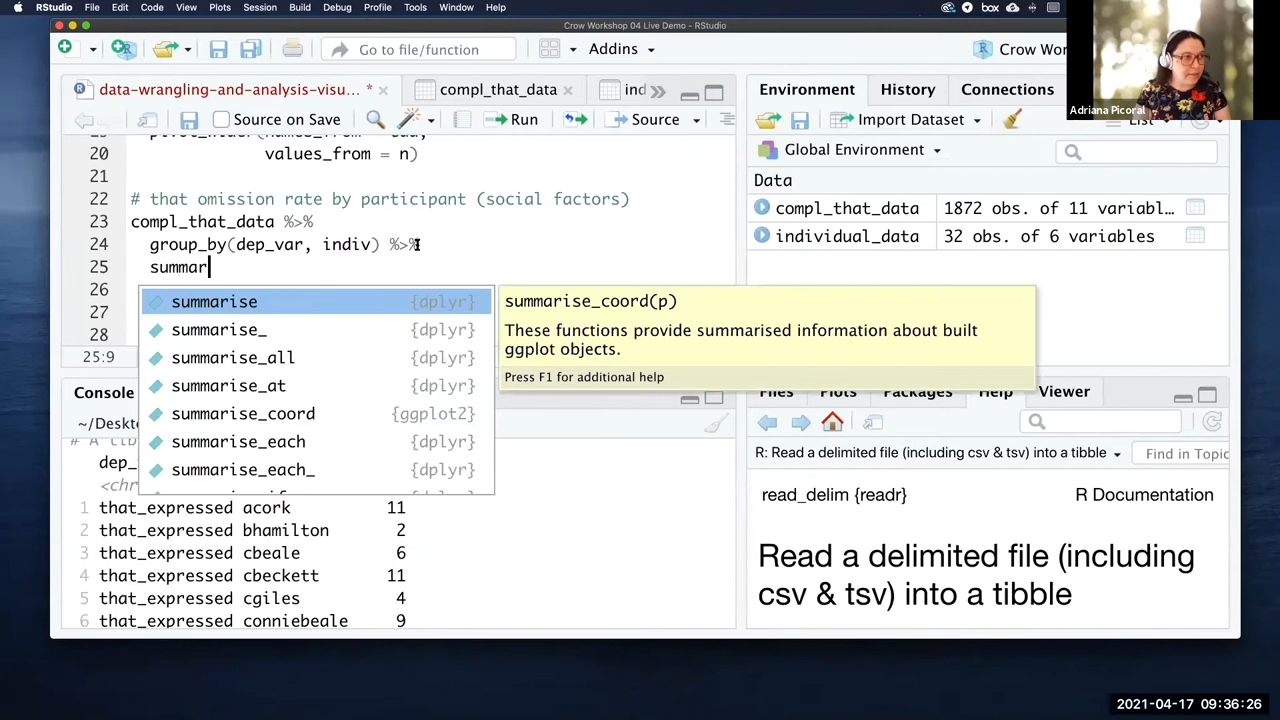 RStudio File Edit Code View Plots Session Build Debug Profile Tools Window Help
box
Crow Workshop 04 Live Demo - RStudio
Go to file/function
Addins
Crow Wor
Adriana Picoral
data-wrangling-and-analysis-visu... *
compl_that_data
ind
Environment History Connections
Source on Save
Run
Source
Import Dataset
List
Global Environment
Data
compl_that_data 1872 obs. of 11 variabl...
individual_data 32 obs. of 6 variables
20 values_from = n)
21
22 # that omission rate by participant (social factors)
23 compl_that_data %>%
24 group_by(dep_var, indiv) %>%
25 summar
26
27
28
25:9
summarise {dplyr}
summarise_ {dplyr}
summarise_all {dplyr}
summarise_at {dplyr}
summarise_coord {ggplot2}
summarise_each {dplyr}
summarise_each_ {dplyr}
summarise_coord(p)
These functions provide summarised information about built
ggplot objects.
Press F1 for additional help
Console
~/Deskt
# A tib
dep_
<chr
1 that_expressed acork 11
2 that_expressed bhamilton 2
3 that_expressed cbeale 6
4 that_expressed cbeckett 11
5 that_expressed cgiles 4
6 that_expressed conniebeale 9
Files Plots Packages Help Viewer
R: Read a delimited file (including csv & tsv) into a tibble
Find in Topic
read_delim {readr} R Documentation
Read a delimited file (including
csv & tsv) into a tibble
2021-04-17 09:36:26